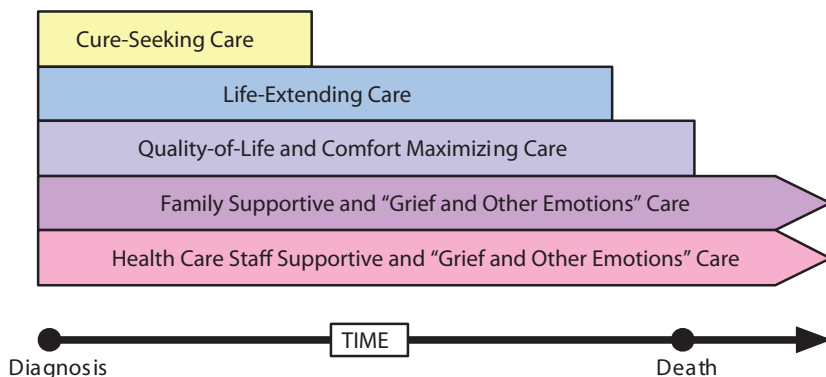 Cure-Seeking Care
Life-Extending Care
Quality-of-Life and Comfort Maximizing Care
Family Supportive and “Grief and Other Emotions” Care
Health Care Staff Supportive and “Grief and Other Emotions” Care
TIME
Diagnosis
Death